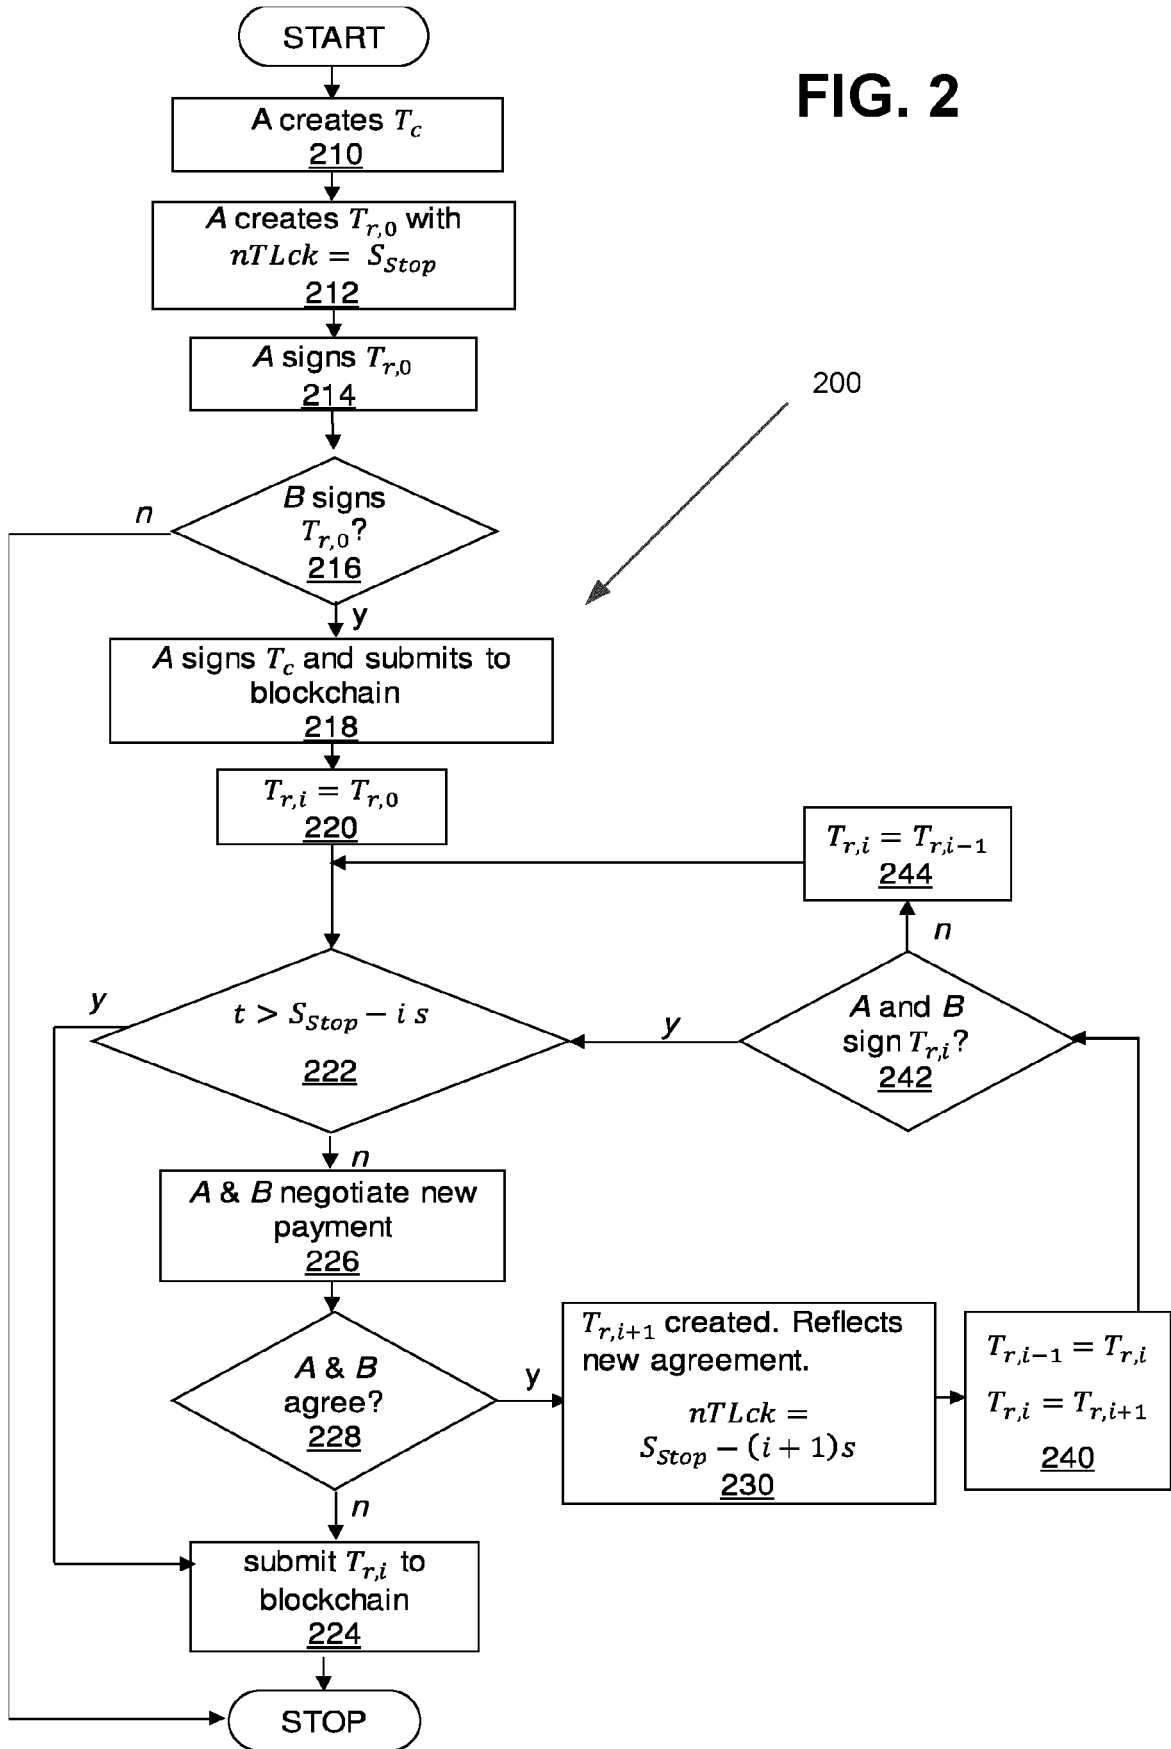 START
FIG. 2
A creates T_c
210
A creates T_{r,0} with
nTLck = S_{Stop}
212
A signs T_{r,0}
214
200
B signs
T_{r,0}?
216
n
y
A signs T_c and submits to
blockchain
218
T_{r,i} = T_{r,0}
220
T_{r,i} = T_{r,i−1}
244
n
y
t > S_{Stop} − i s
222
y
A and B
sign T_{r,i}?
242
n
A & B negotiate new
payment
226
A & B
agree?
228
y
T_{r,i+1} created. Reflects
new agreement.
nTLck =
S_{Stop} − (i + 1)s
230
T_{r,i−1} = T_{r,i}
T_{r,i} = T_{r,i+1}
240
n
submit T_{r,i} to
blockchain
224
STOP